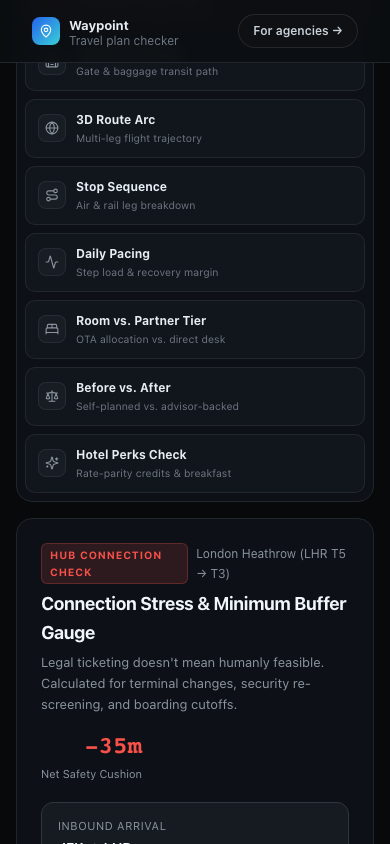 Waypoint
Travel plan checker
For agencies →
Gate & baggage transit path
3D Route Arc
Multi-leg flight trajectory
Stop Sequence
Air & rail leg breakdown
Daily Pacing
Step load & recovery margin
Room vs. Partner Tier
OTA allocation vs. direct desk
Before vs. After
Self-planned vs. advisor-backed
Hotel Perks Check
Rate-parity credits & breakfast
HUB CONNECTION
CHECK
London Heathrow (LHR T5
→ T3)
Connection Stress & Minimum Buffer
Gauge
Legal ticketing doesn't mean humanly feasible.
Calculated for terminal changes, security re-
screening, and boarding cutoffs.
-35m
Net Safety Cushion
INBOUND ARRIVAL